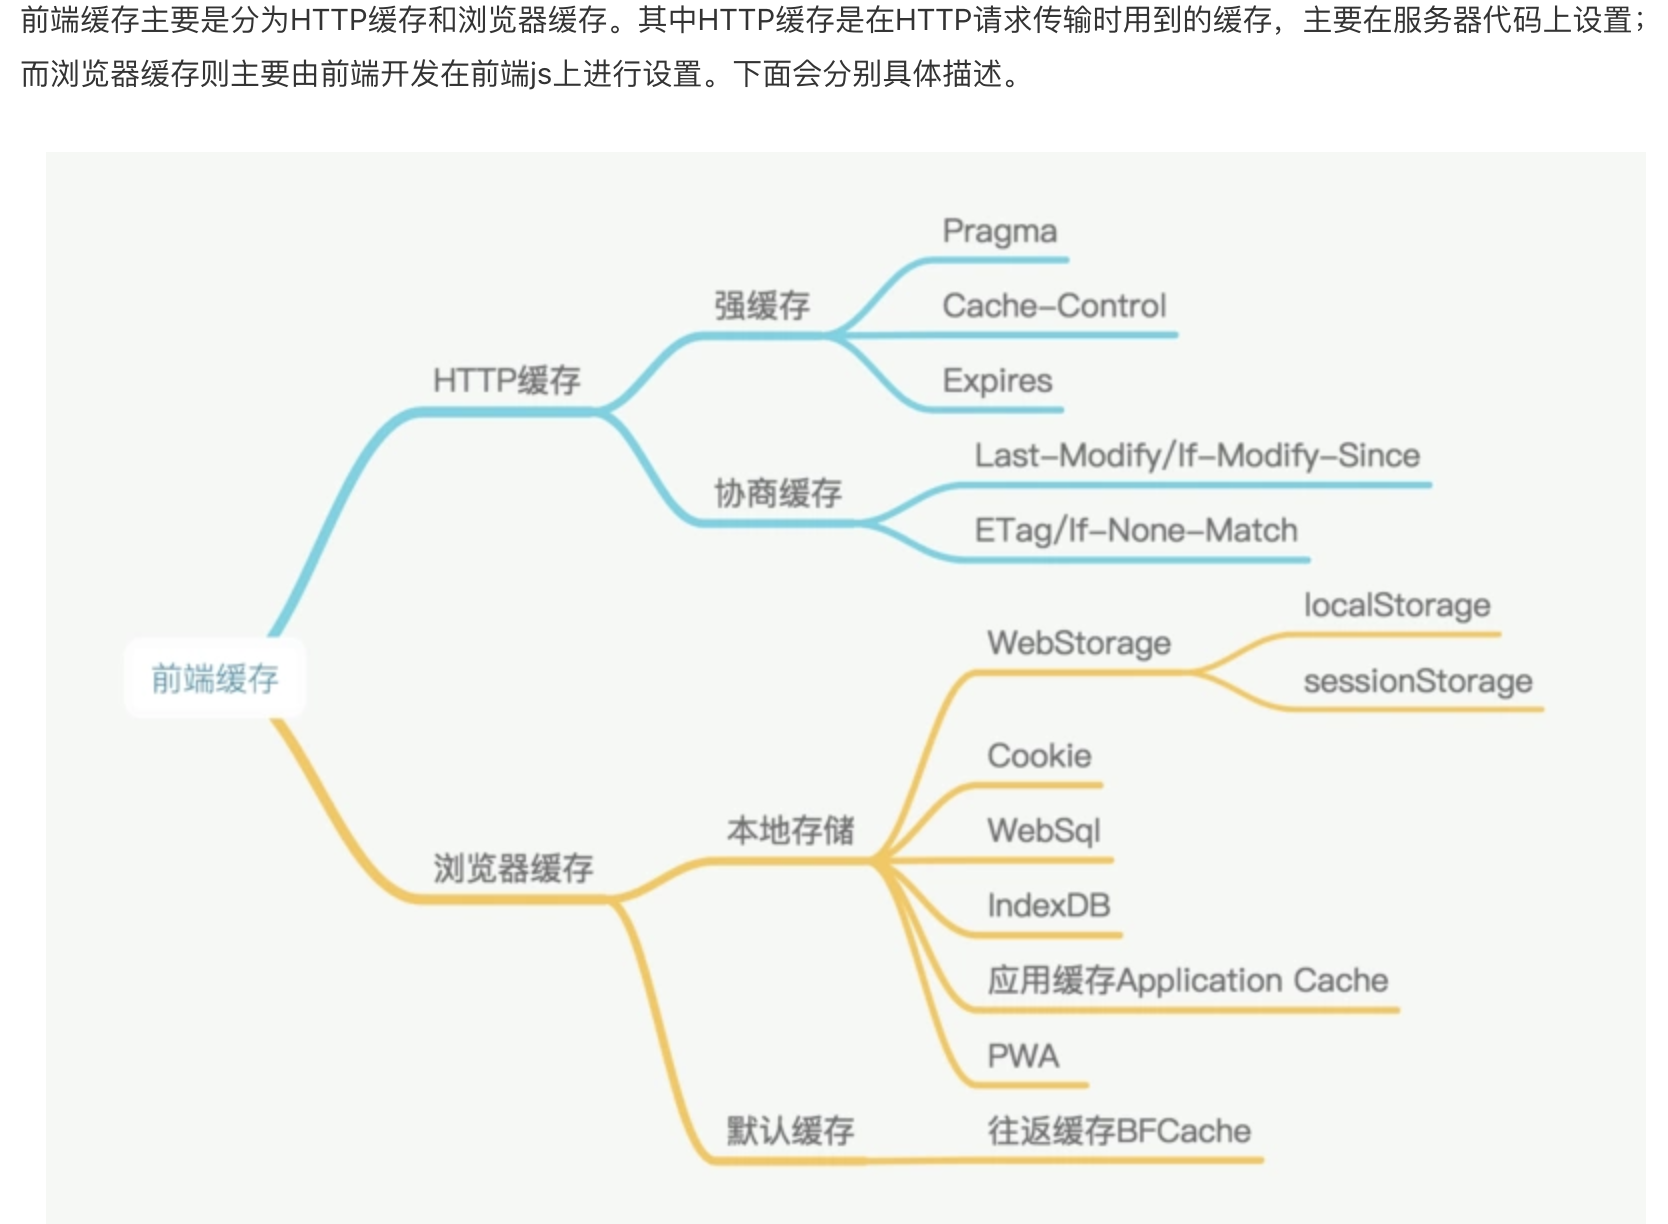 前端缓存主要是分为HTTP缓存和浏览器缓存。其中HTTP缓存是在HTTP请求传输时用到的缓存，主要在服务器代码上设置；
而浏览器缓存则主要由前端开发在前端js上进行设置。下面会分别具体描述。
前端缓存
HTTP缓存
强缓存
Pragma
Cache-Control
Expires
协商缓存
Last-Modify/If-Modify-Since
ETag/If-None-Match
浏览器缓存
本地存储
WebStorage
localStorage
sessionStorage
Cookie
WebSql
IndexDB
应用缓存Application Cache
PWA
默认缓存
往返缓存BFCache